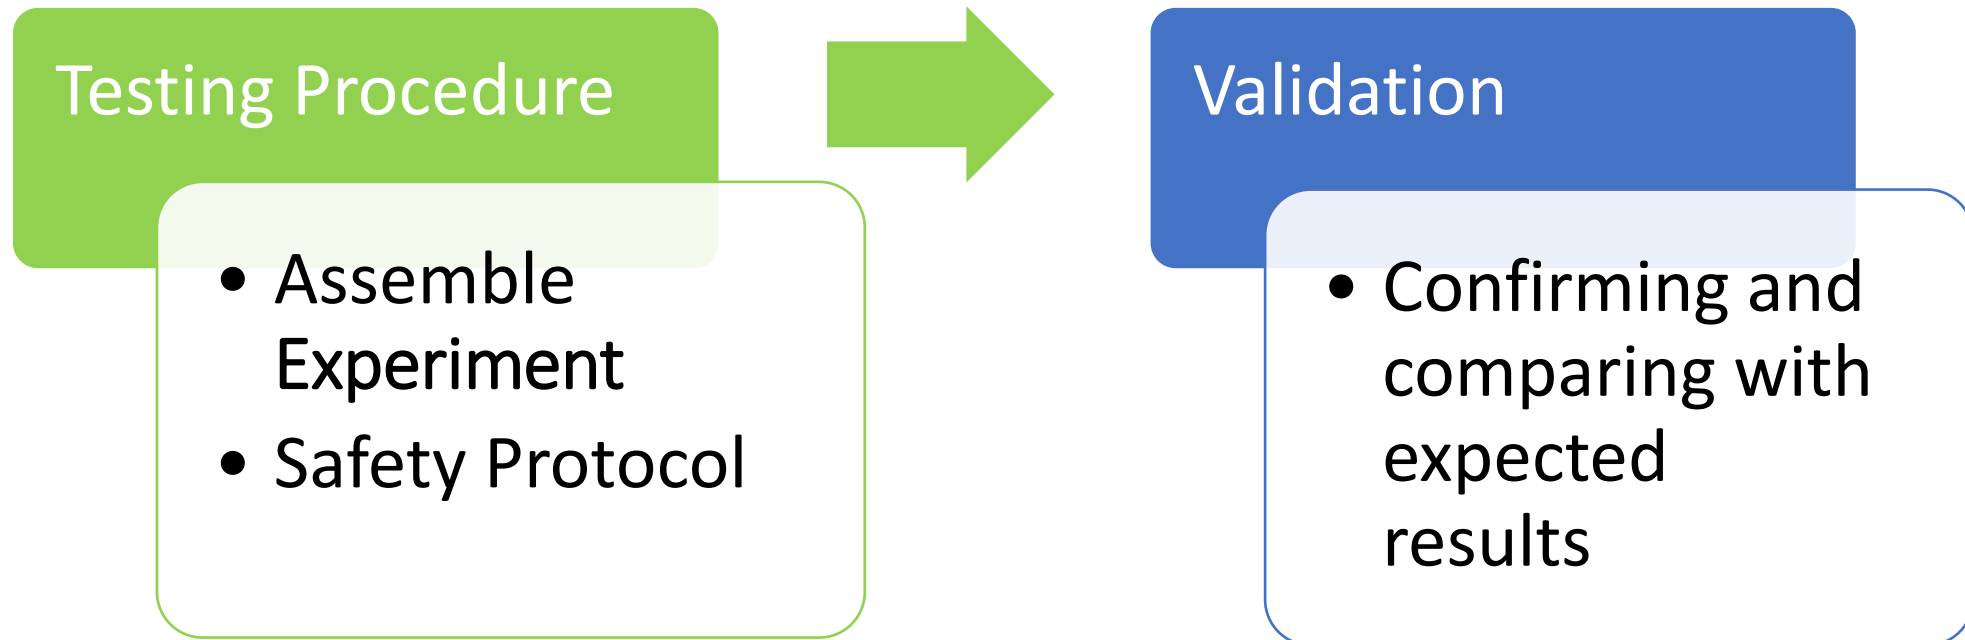 Testing Procedure
• Assemble
Experiment
• Safety Protocol
Validation
• Confirming and
comparing with
expected
results